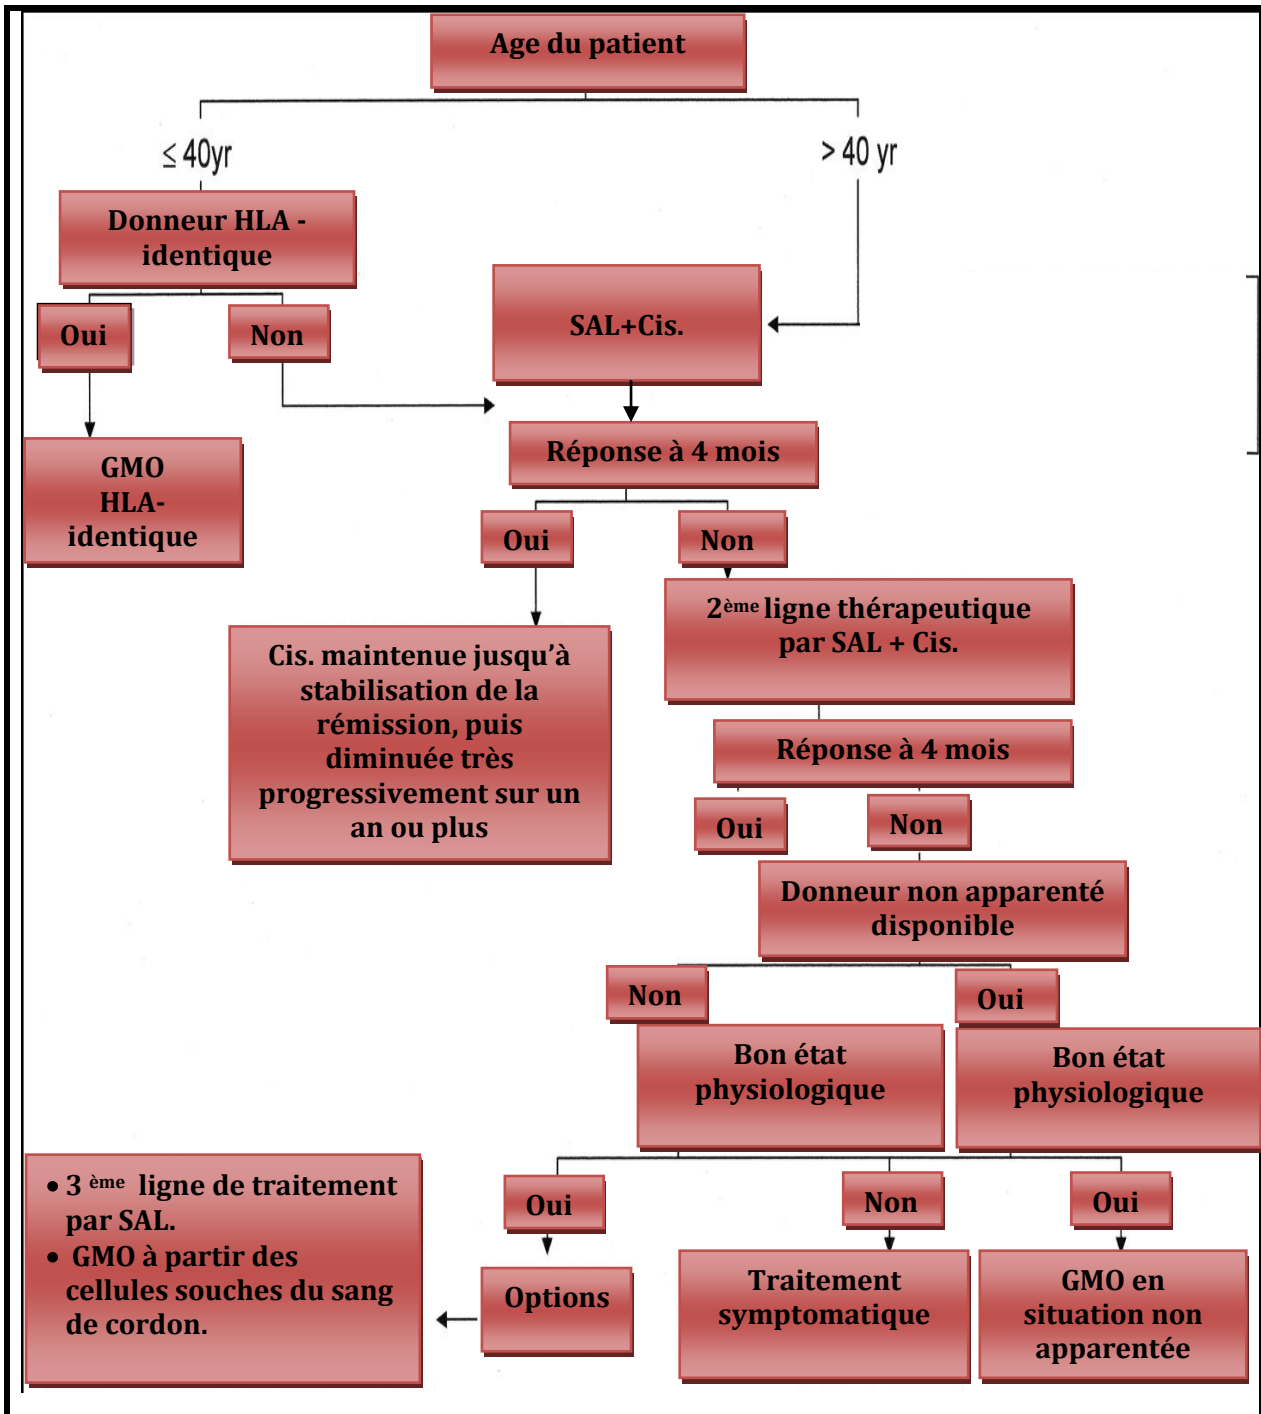 Age du patient
≤ 40yr
> 40 yr
Donneur HLA -
identique
Oui
Non
SAL+Cis.
GMO
HLA-
identique
Réponse à 4 mois
Oui
Non
2ème ligne thérapeutique
par SAL + Cis.
Cis. maintenue jusqu’à
stabilisation de la
rémission, puis
diminuée très
progressivement sur un
an ou plus
Réponse à 4 mois
Oui
Non
Donneur non apparenté
disponible
Non
Oui
Bon état
physiologique
Bon état
physiologique
Oui
Non
Oui
• 3 ème ligne de traitement
par SAL.
• GMO à partir des
cellules souches du sang
de cordon.
Options
Traitement
symptomatique
GMO en
situation non
apparentée